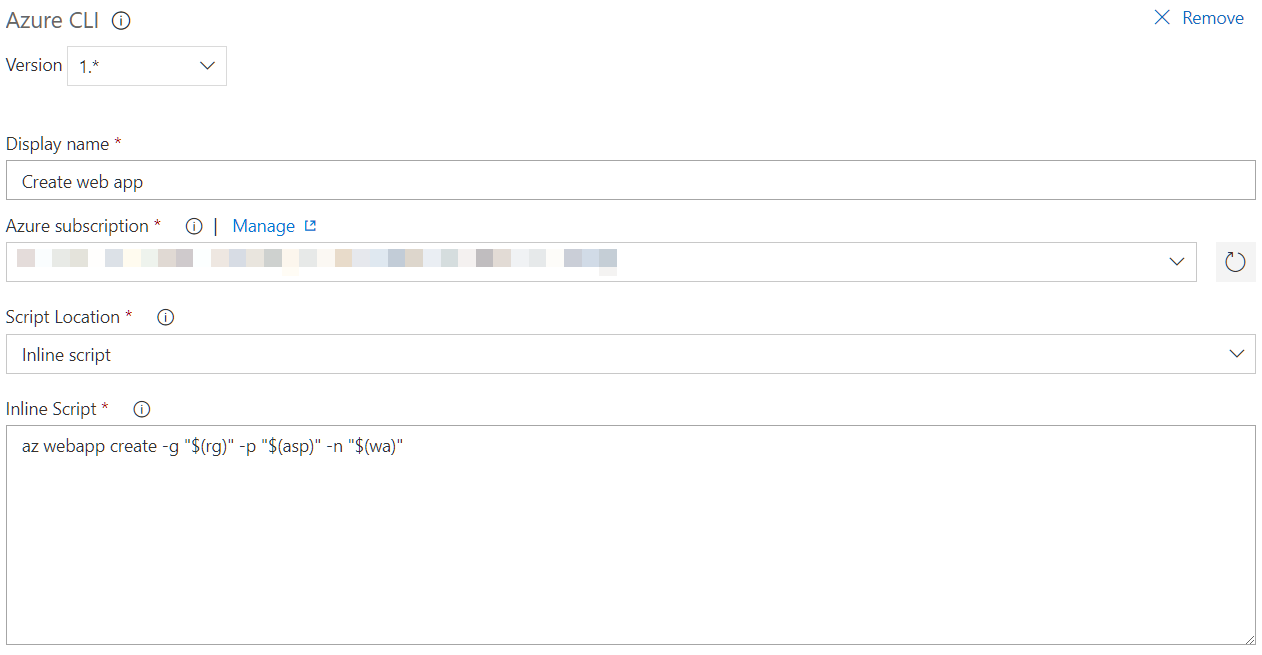 Azure CLI
Remove
Version 1.*
Display name *
Create web app
Azure subscription * | Manage
Script Location *
Inline script
Inline Script *
az webapp create -g "$(rg)" -p "$(asp)" -n "$(wa)"